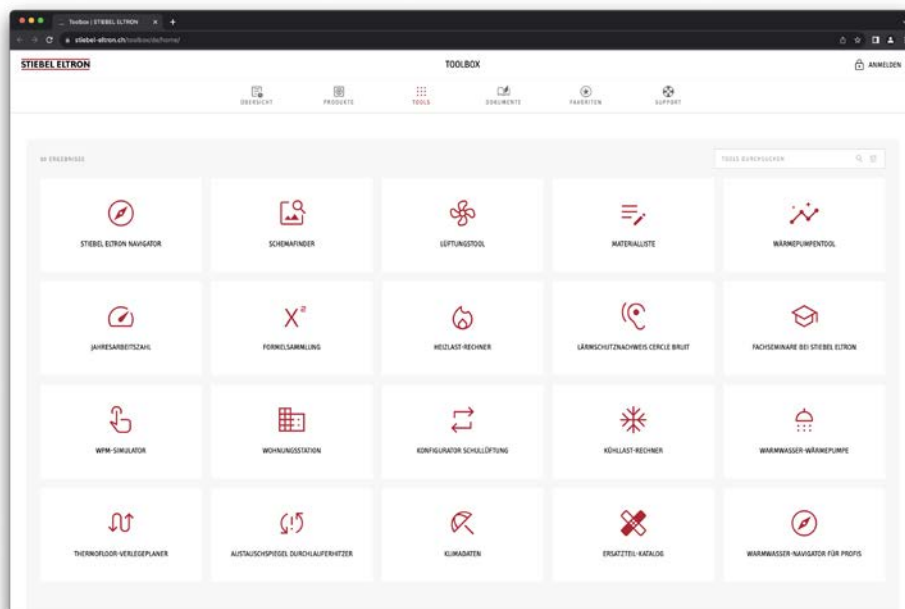 Toolbox | STIEBEL ELTRON
stiebel-eltron.ch/toolbox/de/home/
STIEBEL ELTRON
TOOLBOX
ANMELDEN
ÜBERSICHT
PRODUKTE
TOOLS
DOKUMENTE
FAVORITEN
SUPPORT
ERGEBNISSE
TOOLS DURCHSUCHEN
STIEBEL ELTRON NAVIGATOR
SCHEMAFINDER
LÜFTUNGSTOOL
MATERIALLISTE
WÄRMEPUMPENTOOL
JAHRESARBEITSZAHL
X²
FORMELSAMMLUNG
HEIZLAST-RECHNER
LÄRMSCHUTZNACHWEIS CERCLE BRUIT
FACHSEMINARE BEI STIEBEL ELTRON
WPM-SIMULATOR
WOHNUNGSSTATION
KONFIGURATOR SCHULLÜFTUNG
KÜHLLAST-RECHNER
WARMWASSER-WÄRMEPUMPE
THERMOFLOOR-VERLEGEPLANER
AUSTAUSCHSPIEGEL DURCHLAUFERHITZER
KLIMADATEN
ERSATZTEIL-KATALOG
WARMWASSER-NAVIGATOR FÜR PROFIS